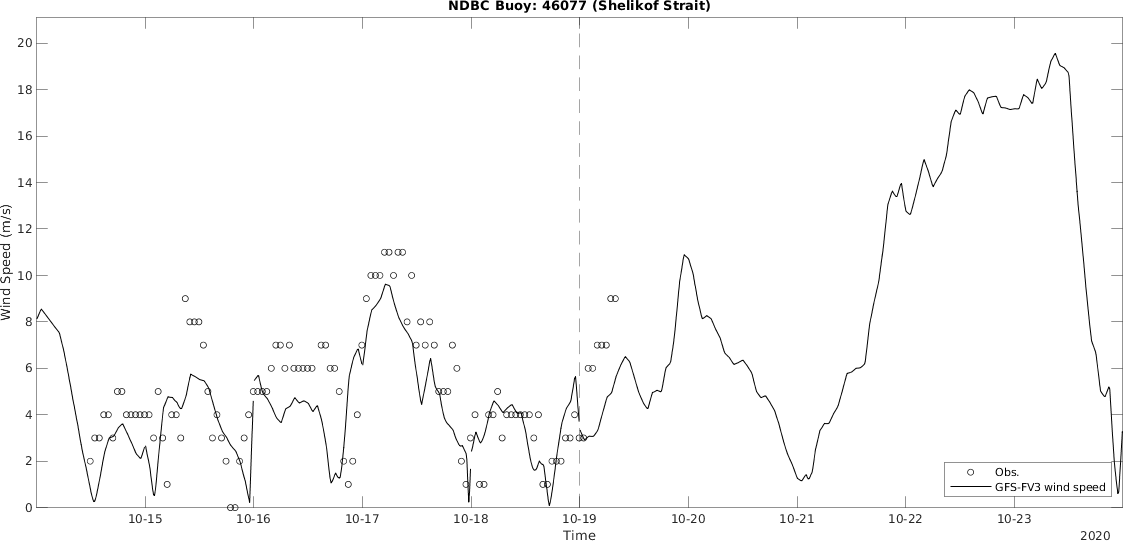 NDBC Buoy: 46077 (Shelikof Strait)
20
18
16
14
12
10
8
6
4
2
0
Wind Speed (m/s)
Obs.
GFS-FV3 wind speed
10-15 10-16 10-17 10-18 10-19 10-20 10-21 10-22 10-23
Time
2020